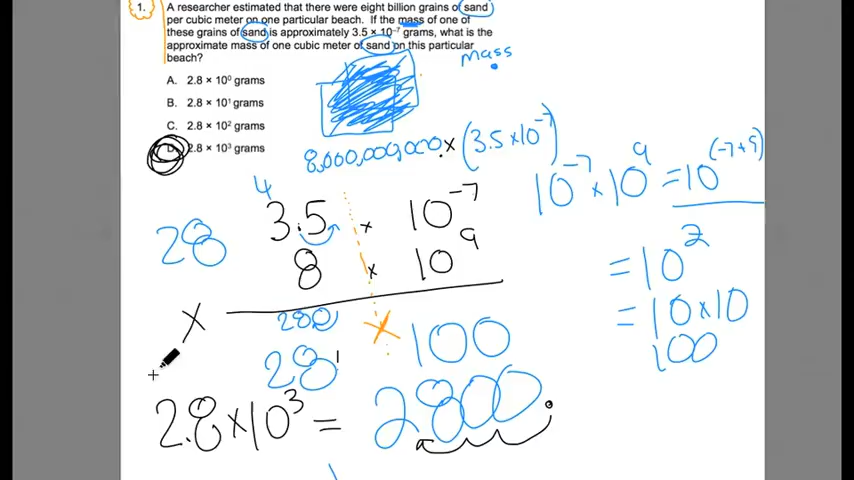 1. A researcher estimated that there were eight billion grains of sand
per cubic meter on one particular beach. If the mass of one of
these grains of sand is approximately 3.5 × 10⁻⁷ grams, what is the
approximate mass of one cubic meter of sand on this particular
beach?
mass
A. 2.8 × 10⁰ grams
B. 2.8 × 10¹ grams
C. 2.8 × 10² grams
2.8 × 10³ grams
8,000,000,000 × (3.5 × 10⁻⁷)
10⁻⁷ × 10⁹ = 10⁽⁻⁷⁺⁹⁾
4
28 3.5 × 10⁻⁷
8 × 10⁹
= 10²
×
= 10 × 10
100
280 × 100
28
2.8 × 10³ = 2800.